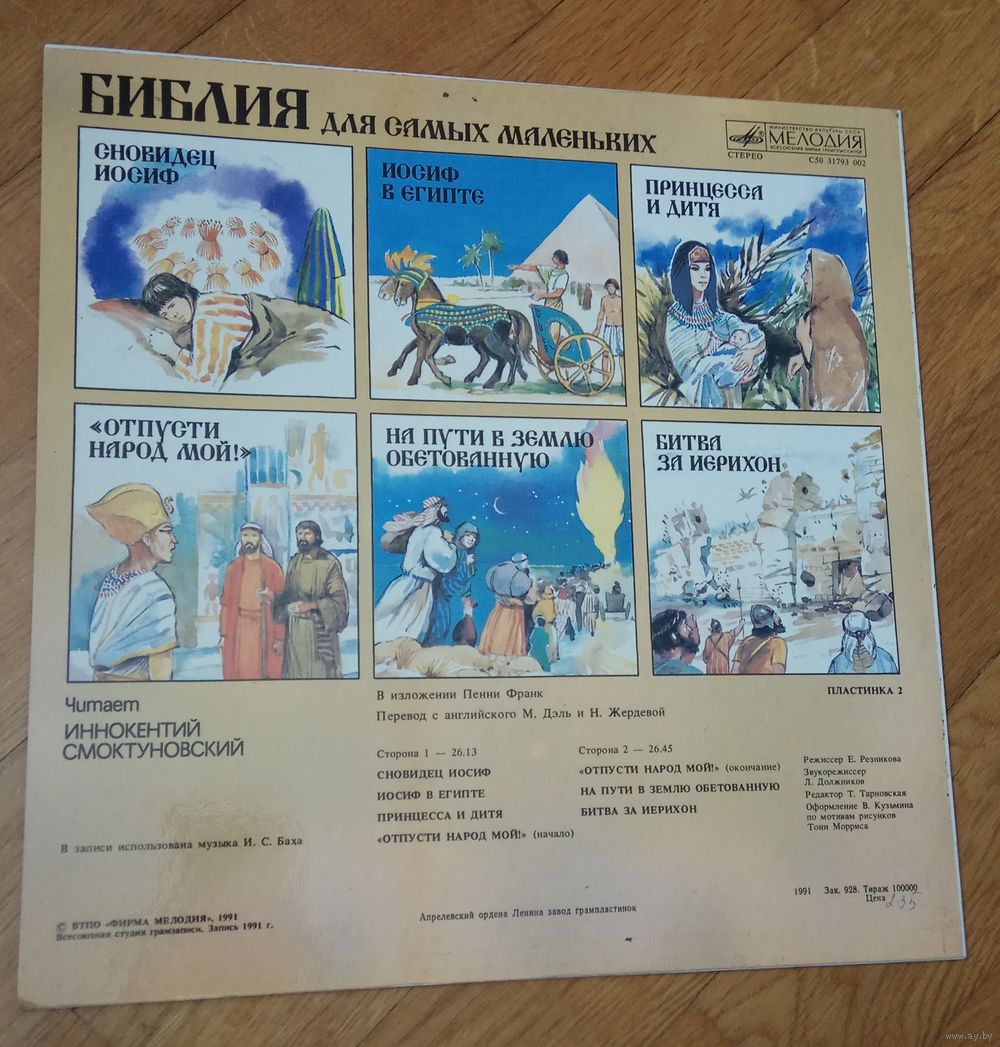 БИБЛИЯ ДЛЯ САМЫХ МАЛЕНЬКИХ
МИНИСТЕРСТВО КУЛЬТУРЫ СССР
МЕЛОДИЯ
ВСЕСОЮЗНАЯ ФИРМА ГРАМПЛАСТИНОК
СТЕРЕО С50 31793 002
СНОВИДЕЦ
ИОСИФ
ИОСИФ
В ЕГИПТЕ
ПРИНЦЕССА
И ДИТЯ
«ОТПУСТИ
НАРОД МОЙ!»
НА ПУТИ В ЗЕМЛЮ
ОБЕТОВАННУЮ
БИТВА
ЗА ИЕРИХОН
Читает
ИННОКЕНТИЙ
СМОКТУНОВСКИЙ
В изложении Пенни Франк
Перевод с английского М. Дэль и Н. Жердевой
ПЛАСТИНКА 2
Сторона 1 — 26.13
СНОВИДЕЦ ИОСИФ
ИОСИФ В ЕГИПТЕ
ПРИНЦЕССА И ДИТЯ
«ОТПУСТИ НАРОД МОЙ!» (начало)
Сторона 2 — 26.45
«ОТПУСТИ НАРОД МОЙ!» (окончание)
НА ПУТИ В ЗЕМЛЮ ОБЕТОВАННУЮ
БИТВА ЗА ИЕРИХОН
Режиссер Е. Резникова
Звукорежиссер
Л. Должников
Редактор Т. Тарновская
Оформление В. Кузьмина
по мотивам рисунков
Тони Морриса
В записи использована музыка И. С. Баха
1991 Зак. 928. Тираж 100000
Цена 2-35
© ВТПО «ФИРМА МЕЛОДИЯ», 1991
Всесоюзная студия грамзаписи. Запись 1991 г.
Апрелевский ордена Ленина завод грампластинок
www.ay.by